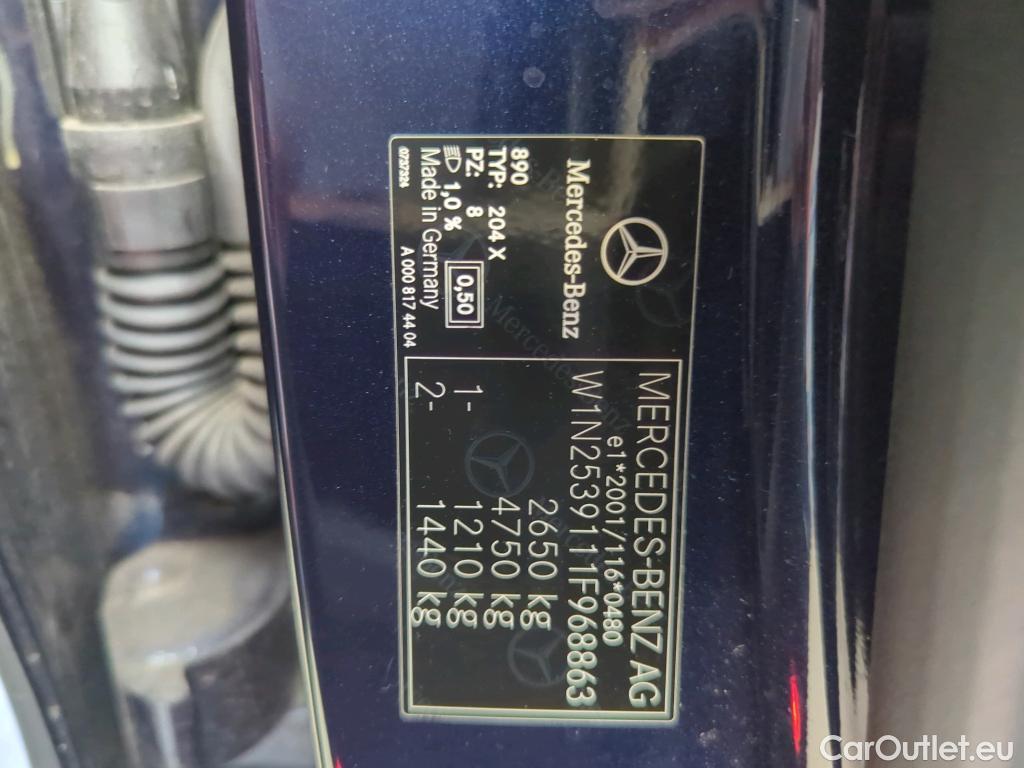 Mercedes-Benz
890
TYP: 204 X
PZ: 8
1,0 %
0,50
Made in Germany
0707324
A 000 817 44 04
MERCEDES-BENZ AG
e1*2001/116*0480
W1N2539111F968863
2650 kg
4750 kg
1- 1210 kg
2- 1440 kg
CarOutlet.eu